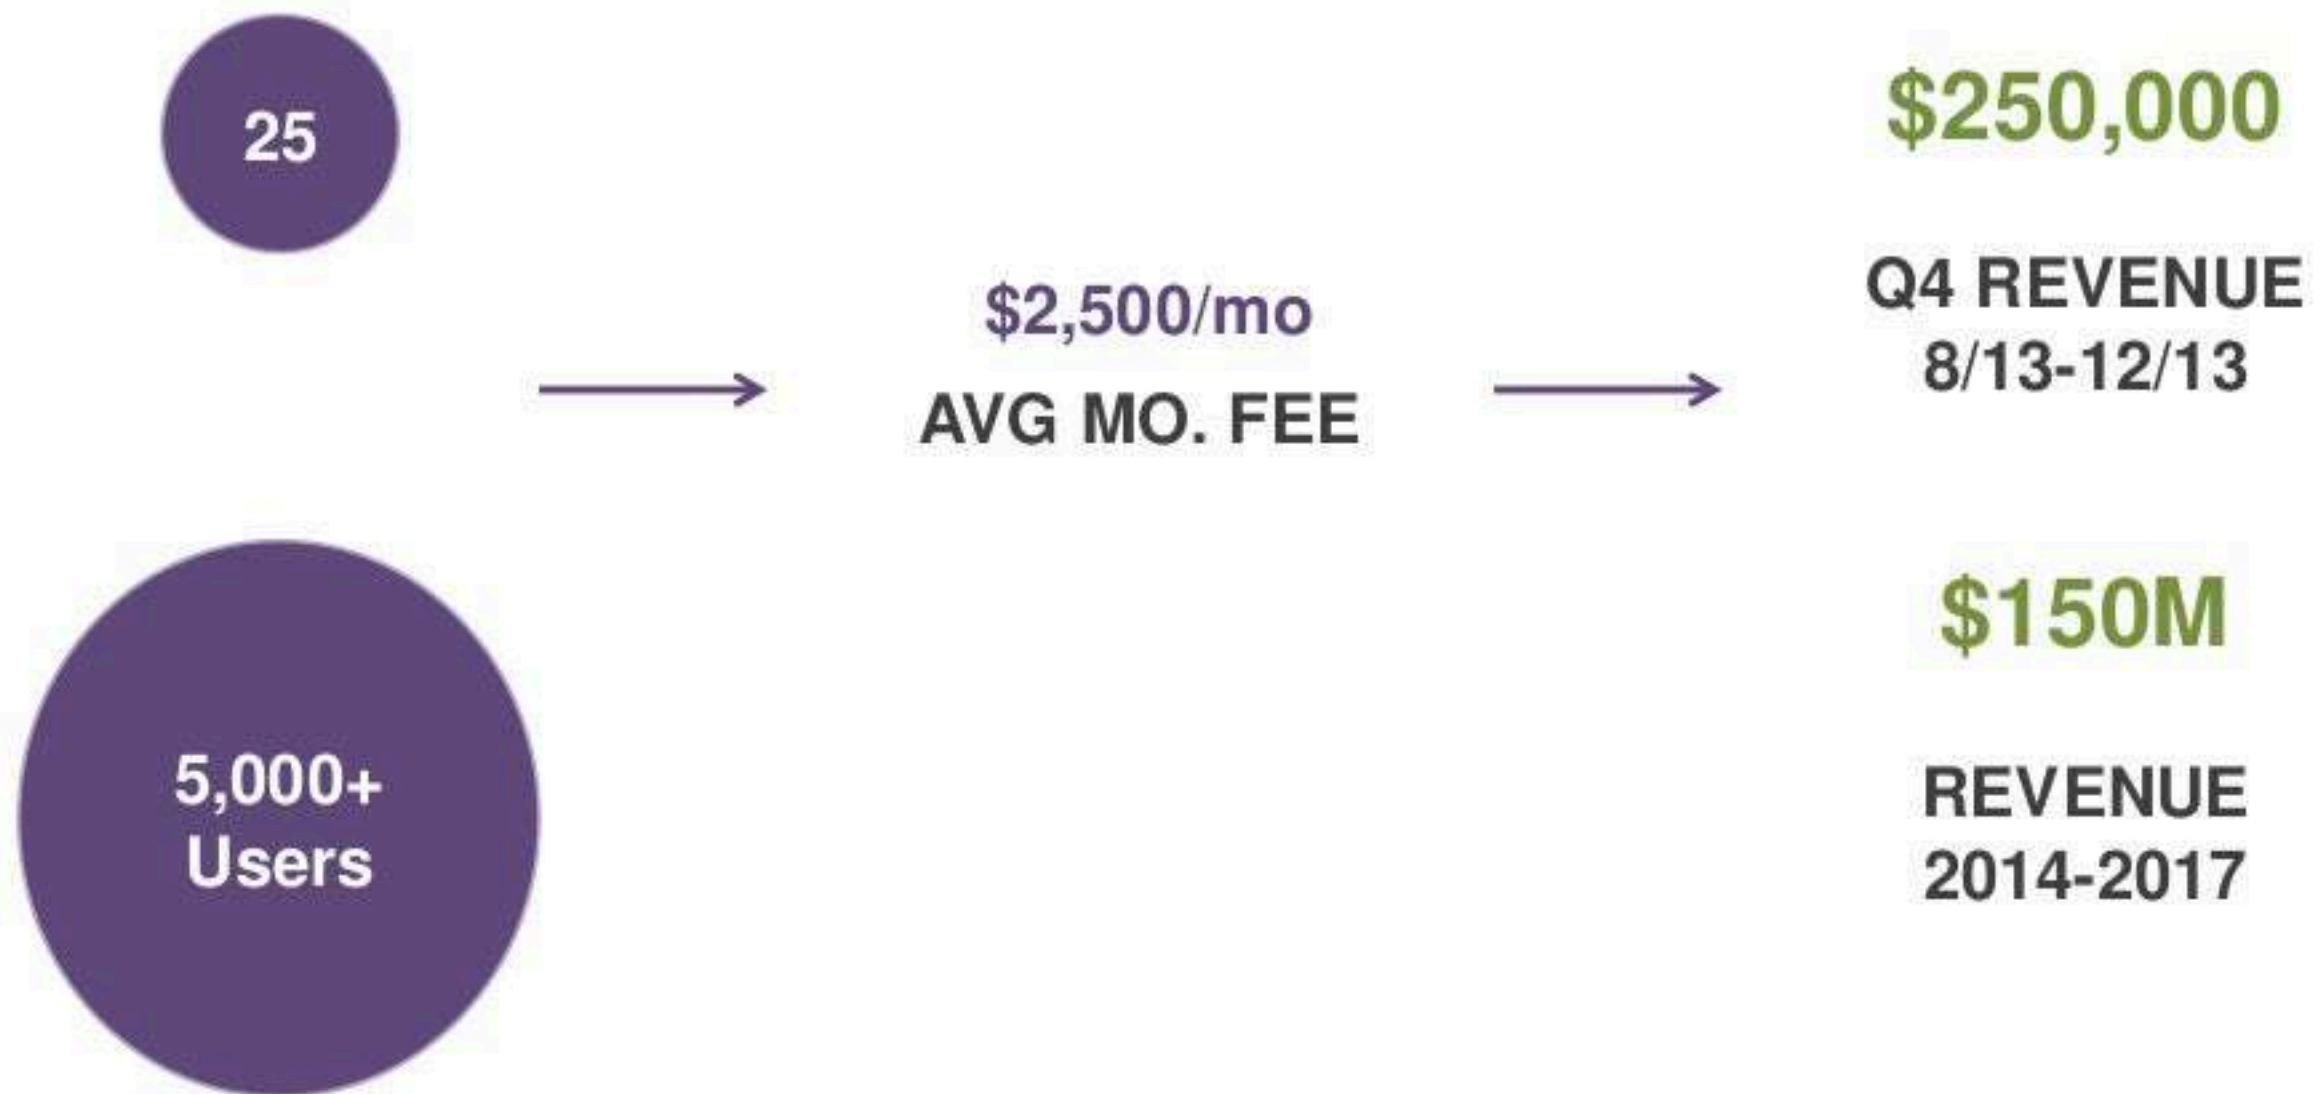 25
$2,500/mo
AVG MO. FEE
$250,000
Q4 REVENUE
8/13-12/13
5,000+
Users
$150M
REVENUE
2014-2017